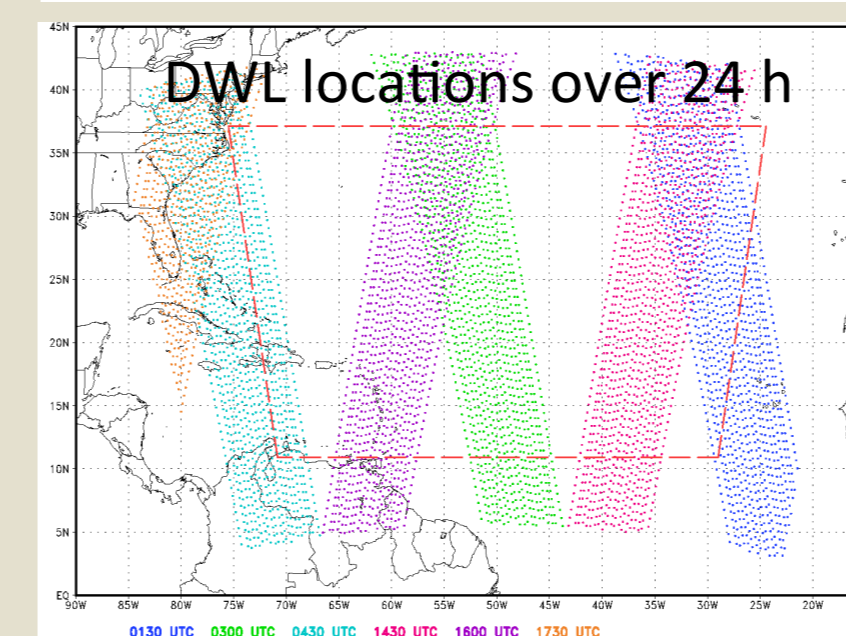 DWL locations over 24 h
45N
40N
35N
30N
25N
20N
15N
10N
5N
EQ
90W 85W 80W 75W 70W 65W 60W 55W 50W 45W 40W 35W 30W 25W 20W
0130 UTC 0300 UTC 0430 UTC 1430 UTC 1600 UTC 1730 UTC